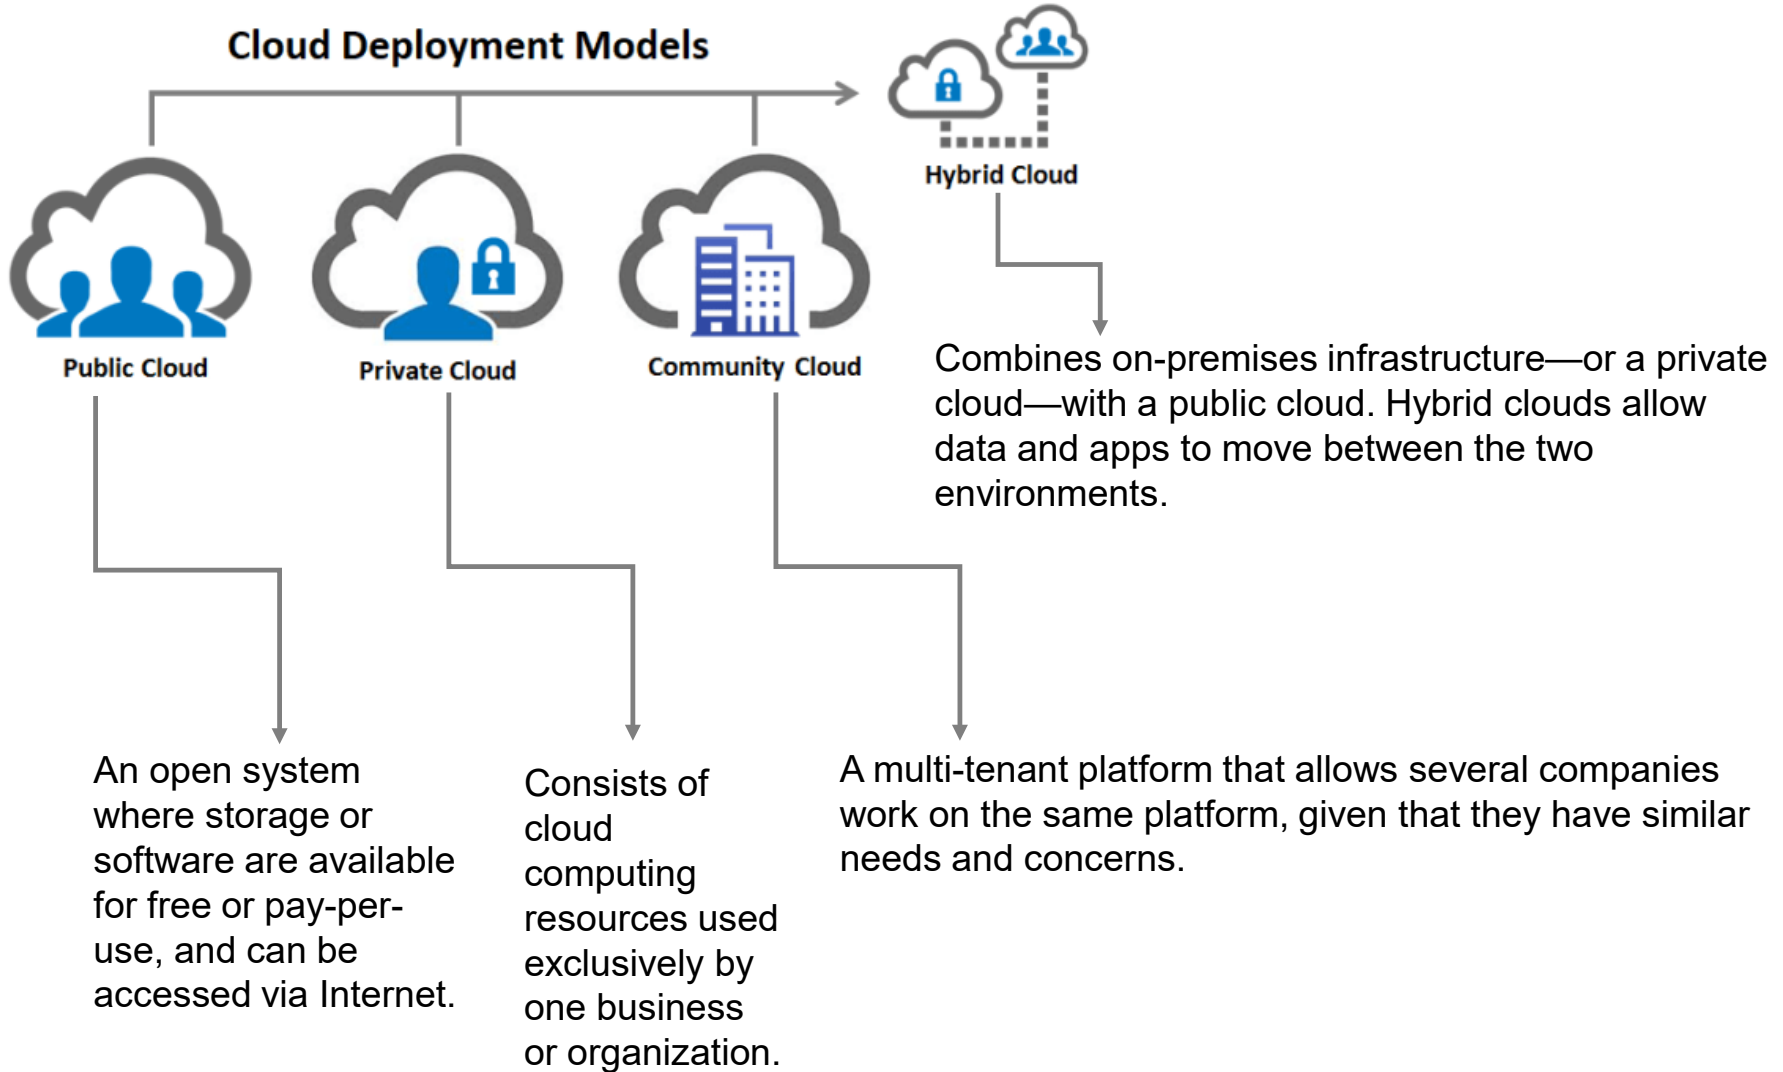 Cloud Deployment Models
Hybrid Cloud
Public Cloud
Private Cloud
Community Cloud
Combines on-premises infrastructure—or a private
cloud—with a public cloud. Hybrid clouds allow
data and apps to move between the two
environments.
An open system
where storage or
software are available
for free or pay-per-
use, and can be
accessed via Internet.
Consists of
cloud
computing
resources used
exclusively by
one business
or organization.
A multi-tenant platform that allows several companies
work on the same platform, given that they have similar
needs and concerns.